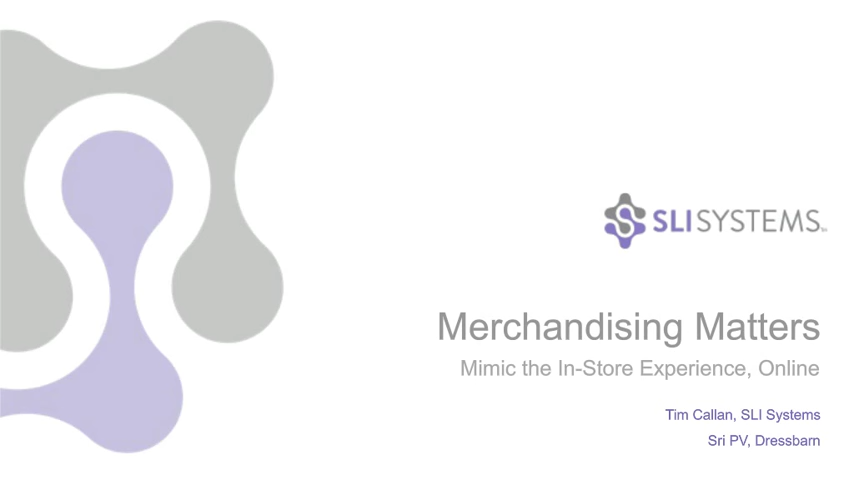 SLISYSTEMS
Merchandising Matters
Mimic the In-Store Experience, Online
Tim Callan, SLI Systems
Sri PV, Dressbarn